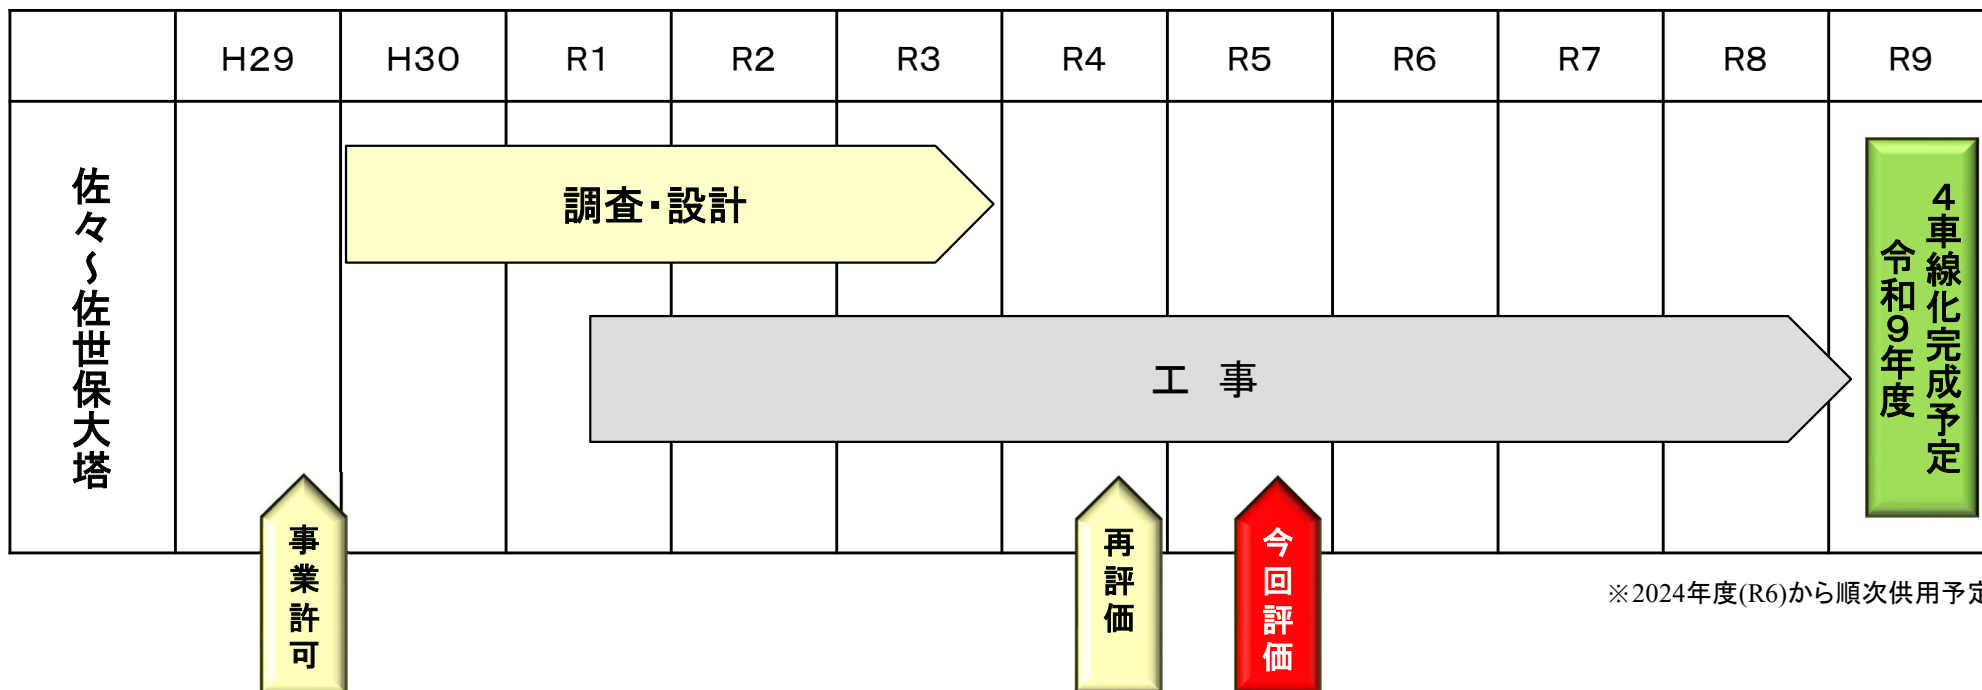 H29 H30 R1 R2 R3 R4 R5 R6 R7 R8 R9
佐々～佐世保大塔
調査・設計
工 事
4車線化完成予定
令和9年度
事業許可
再評価
今回評価
※2024年度(R6)から順次供用予定